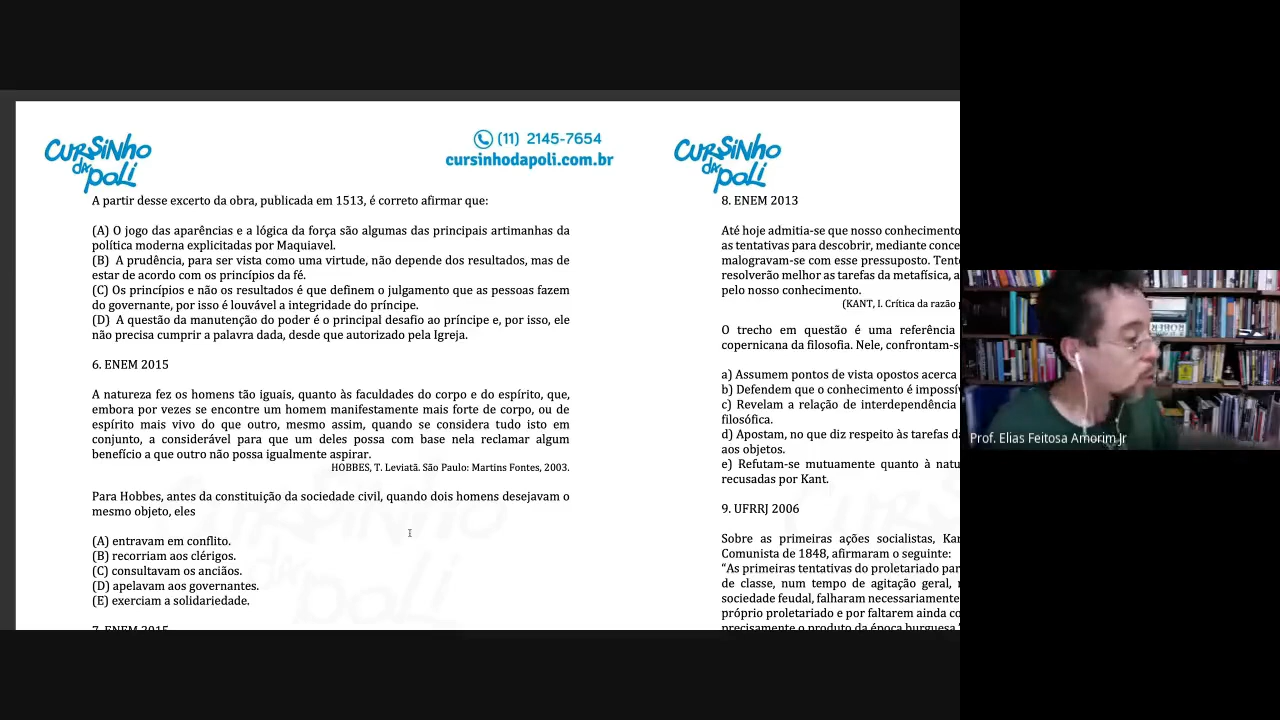 CURSINHO
DA
POLI
(11) 2145-7654
cursinhodapoli.com.br
A partir desse excerto da obra, publicada em 1513, é correto afirmar que:
(A) O jogo das aparências e a lógica da força são algumas das principais artimanhas da
política moderna explicitadas por Maquiavel.
(B) A prudência, para ser vista como uma virtude, não depende dos resultados, mas de
estar de acordo com os princípios da fé.
(C) Os princípios e não os resultados é que definem o julgamento que as pessoas fazem
do governante, por isso é louvável a integridade do príncipe.
(D) A questão da manutenção do poder é o principal desafio ao príncipe e, por isso, ele
não precisa cumprir a palavra dada, desde que autorizado pela Igreja.
6. ENEM 2015
A natureza fez os homens tão iguais, quanto às faculdades do corpo e do espírito, que,
embora por vezes se encontre um homem manifestamente mais forte de corpo, ou de
espírito mais vivo do que outro, mesmo assim, quando se considera tudo isto em
conjunto, a considerável para que um deles possa com base nela reclamar algum
benefício a que outro não possa igualmente aspirar.
HOBBES, T. Leviatã. São Paulo: Martins Fontes, 2003.
Para Hobbes, antes da constituição da sociedade civil, quando dois homens desejavam o
mesmo objeto, eles
(A) entravam em conflito.
(B) recorriam aos clérigos.
(C) consultavam os anciãos.
(D) apelavam aos governantes.
(E) exerciam a solidariedade.
7. ENEM 2015
CURSINHO
DA
POLI
8. ENEM 2013
Até hoje admitia-se que nosso conhecimento
as tentativas para descobrir, mediante conce
malogravam-se com esse pressuposto. Tente
resolverão melhor as tarefas da metafísica, a
pelo nosso conhecimento.
(KANT, I. Crítica da razão p
O trecho em questão é uma referência
copernicana da filosofia. Nele, confrontam-s
a) Assumem pontos de vista opostos acerca
b) Defendem que o conhecimento é impossív
c) Revelam a relação de interdependência
filosófica.
d) Apostam, no que diz respeito às tarefas da
aos objetos.
e) Refutam-se mutuamente quanto à natu
recusadas por Kant.
9. UFRRJ 2006
Sobre as primeiras ações socialistas, Kar
Comunista de 1848, afirmaram o seguinte:
“As primeiras tentativas do proletariado par
de classe, num tempo de agitação geral,
sociedade feudal, falharam necessariamente
próprio proletariado e por faltarem ainda co
precisamente o produto da época burguesa
Prof. Elias Feitosa Amorim Jr